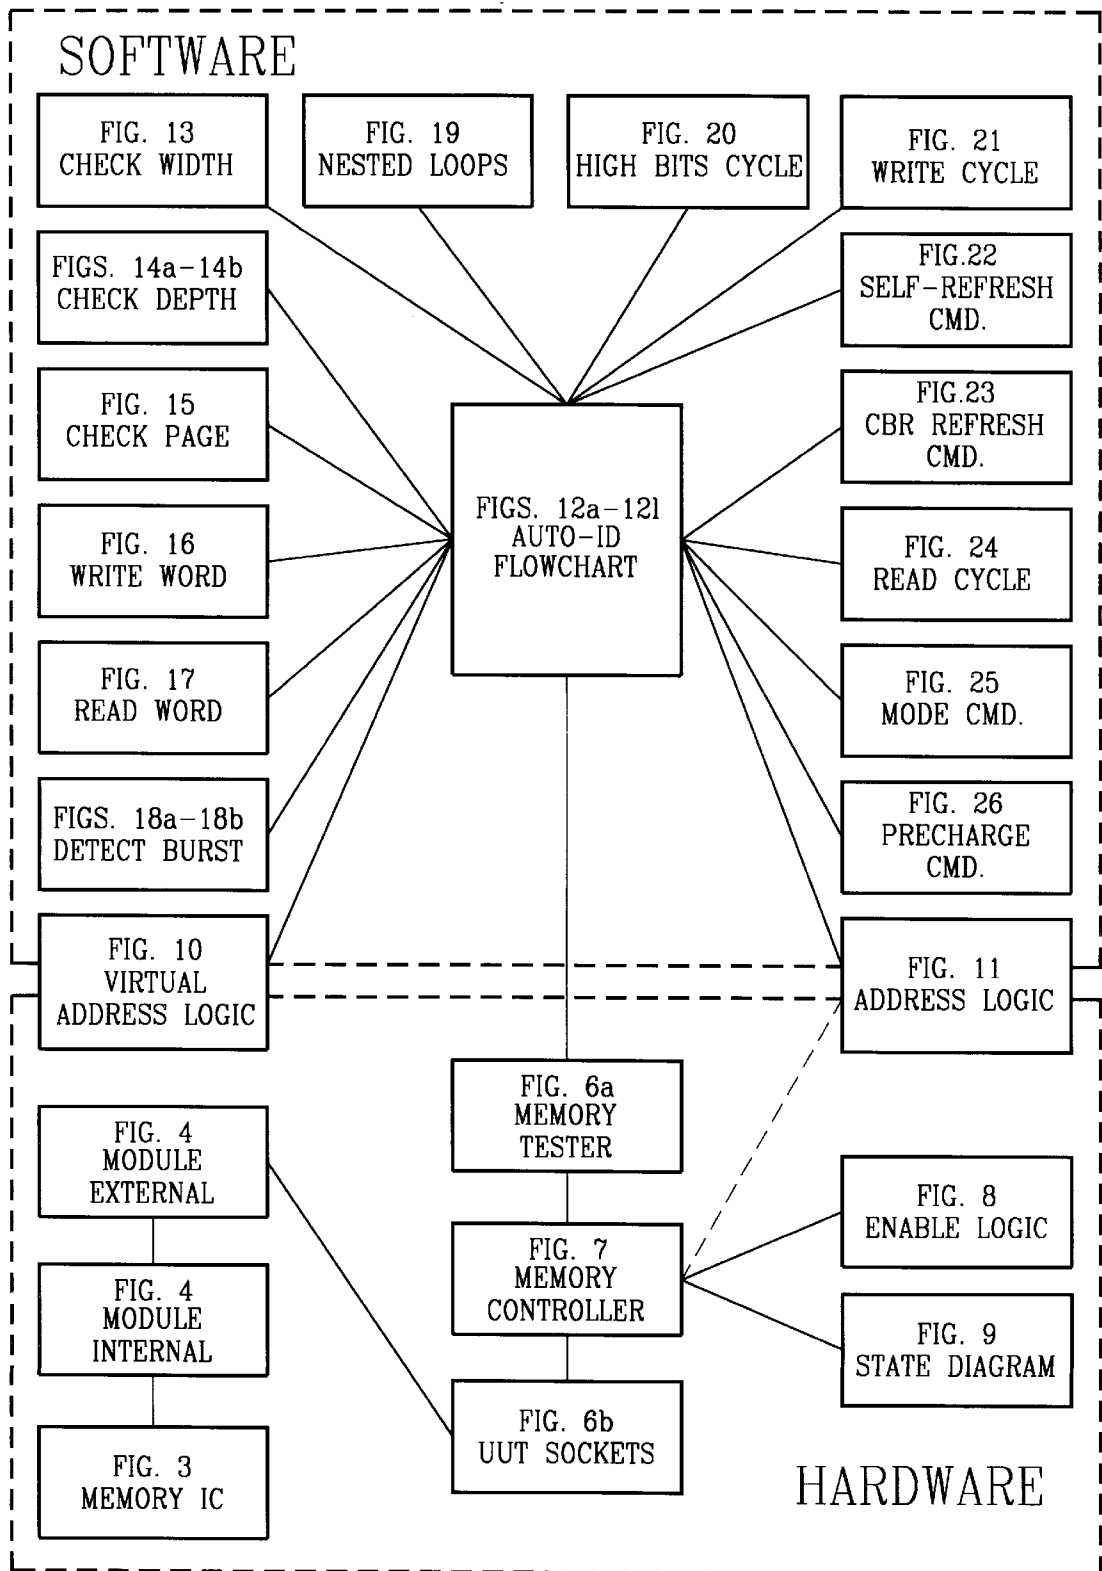 SOFTWARE
FIG. 13
CHECK WIDTH
FIG. 19
NESTED LOOPS
FIG. 20
HIGH BITS CYCLE
FIG. 21
WRITE CYCLE
FIGS. 14a-14b
CHECK DEPTH
FIG.22
SELF-REFRESH
CMD.
FIG. 15
CHECK PAGE
FIG.23
CBR REFRESH
CMD.
FIGS. 12a-12l
AUTO-ID
FLOWCHART
FIG. 16
WRITE WORD
FIG. 24
READ CYCLE
FIG. 17
READ WORD
FIG. 25
MODE CMD.
FIGS. 18a-18b
DETECT BURST
FIG. 26
PRECHARGE
CMD.
FIG. 10
VIRTUAL
ADDRESS LOGIC
FIG. 11
ADDRESS LOGIC
FIG. 6a
MEMORY
TESTER
FIG. 4
MODULE
EXTERNAL
FIG. 8
ENABLE LOGIC
FIG. 7
MEMORY
CONTROLLER
FIG. 4
MODULE
INTERNAL
FIG. 9
STATE DIAGRAM
FIG. 6b
UUT SOCKETS
FIG. 3
MEMORY IC
HARDWARE